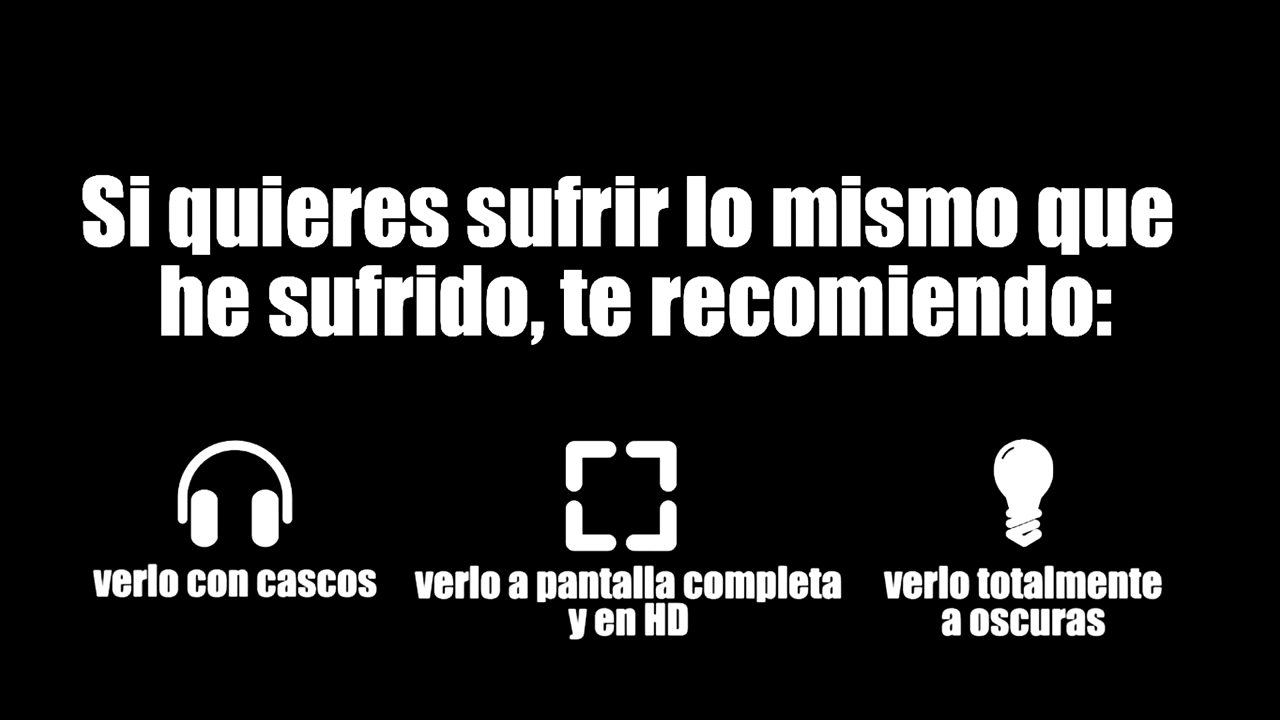 Si quieres sufrir lo mismo que
he sufrido, te recomiendo:
verlo con cascos
verlo a pantalla completa
y en HD
verlo totalmente
a oscuras